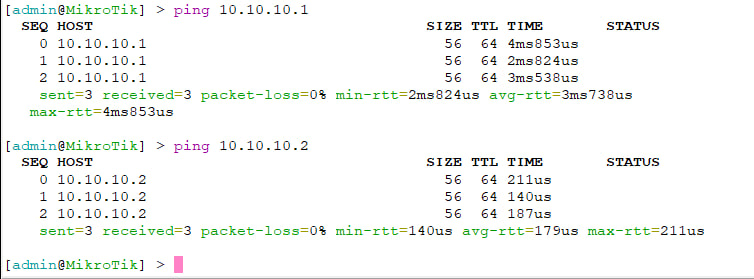 [admin@MikroTik] > ping 10.10.10.1
SEQ HOST SIZE TTL TIME STATUS
0 10.10.10.1 56 64 4ms853us
1 10.10.10.1 56 64 2ms824us
2 10.10.10.1 56 64 3ms538us
sent=3 received=3 packet-loss=0% min-rtt=2ms824us avg-rtt=3ms738us
max-rtt=4ms853us
[admin@MikroTik] > ping 10.10.10.2
SEQ HOST SIZE TTL TIME STATUS
0 10.10.10.2 56 64 211us
1 10.10.10.2 56 64 140us
2 10.10.10.2 56 64 187us
sent=3 received=3 packet-loss=0% min-rtt=140us avg-rtt=179us max-rtt=211us
[admin@MikroTik] >